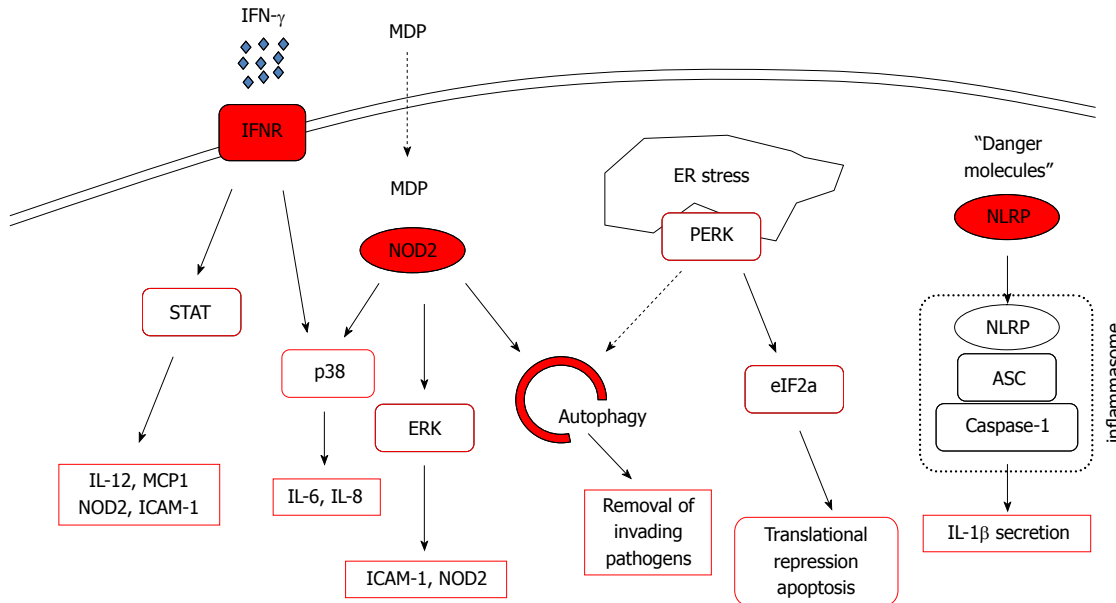 IFN-γ
MDP
IFNR
"Danger
molecules"
ER stress
MDP
NLRP
PERK
NOD2
STAT
NLRP
p38
eIF2a
ASC
Autophagy
ERK
Caspase-1
inflammasome
IL-12, MCP1
NOD2, ICAM-1
IL-6, IL-8
Removal of
invading
pathogens
Translational
repression
apoptosis
IL-1β secretion
ICAM-1, NOD2